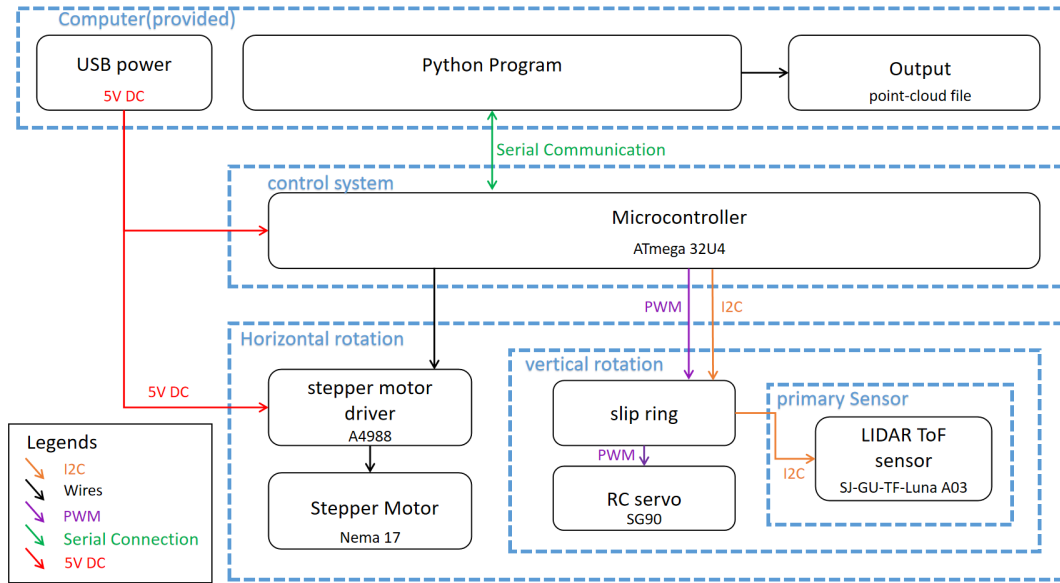 Computer(provided)
USB power
5V DC
Python Program
Output
point-cloud file
Serial Communication
control system
Microcontroller
ATmega 32U4
PWM
I2C
Horizontal rotation
vertical rotation
5V DC
stepper motor
driver
A4988
slip ring
primary Sensor
LIDAR ToF
sensor
SJ-GU-TF-Luna A03
PWM
I2C
RC servo
SG90
Stepper Motor
Nema 17
Legends
I2C
Wires
PWM
Serial Connection
5V DC